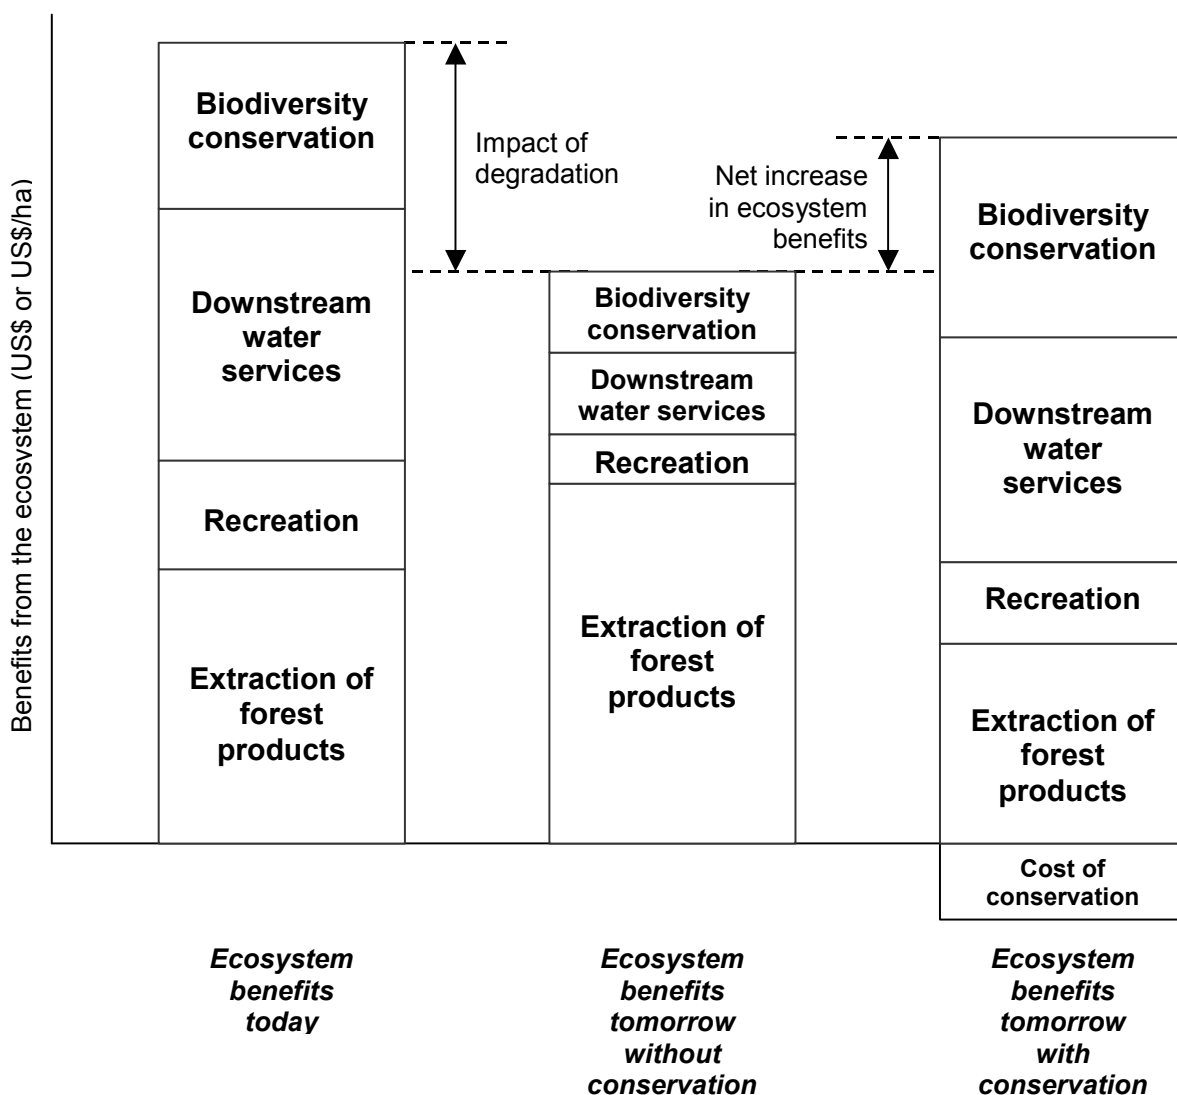 Benefits from the ecosystem (US$ or US$/ha)
Biodiversity
conservation
Downstream
water
services
Recreation
Extraction of
forest
products
Impact of
degradation
Biodiversity
conservation
Downstream
water services
Recreation
Extraction of
forest
products
Net increase
in ecosystem
benefits
Biodiversity
conservation
Downstream
water
services
Recreation
Extraction of
forest
products
Cost of
conservation
Ecosystem
benefits
today
Ecosystem
benefits
tomorrow
without
conservation
Ecosystem
benefits
tomorrow
with
conservation